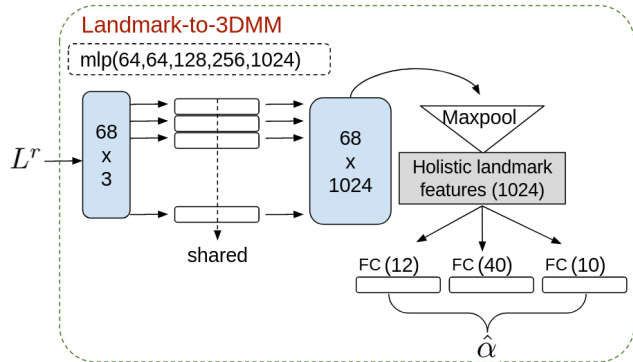 Landmark-to-3DMM
mlp(64,64,128,256,1024)
L^r
68
x
3
shared
68
x
1024
Maxpool
Holistic landmark
features (1024)
FC (12) FC (40) FC (10)
α̂